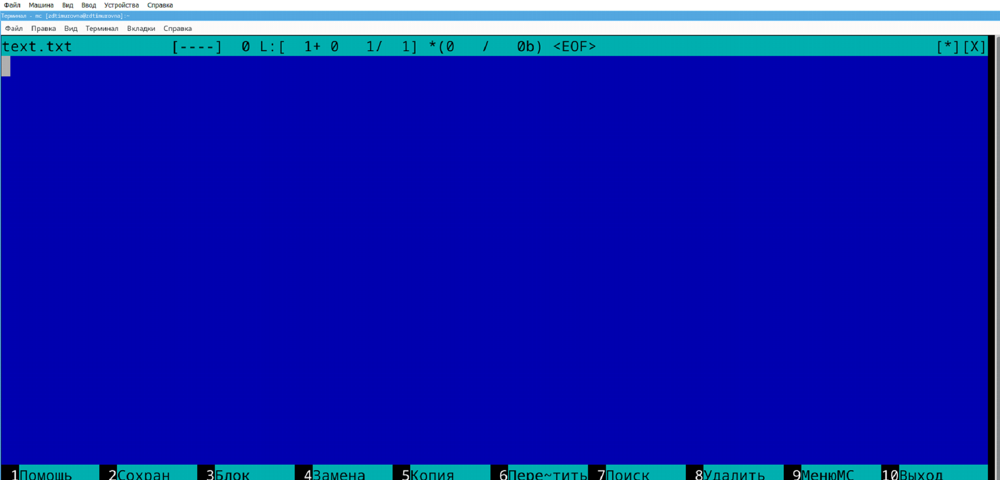 Файл Машина Вид Ввод Устройства Справка
Терминал - mc [zdtimurovna@zdtimurovna]:~
Файл Правка Вид Терминал Вкладки Справка
text.txt [----] 0 L:[ 1+ 0 1/ 1] *(0 / 0b) <EOF> [*][X]
1Помощь 2Сохран 3Блок 4Замена 5Копия 6Пере~тить 7Поиск 8Удалить 9МенюMC 10Выход